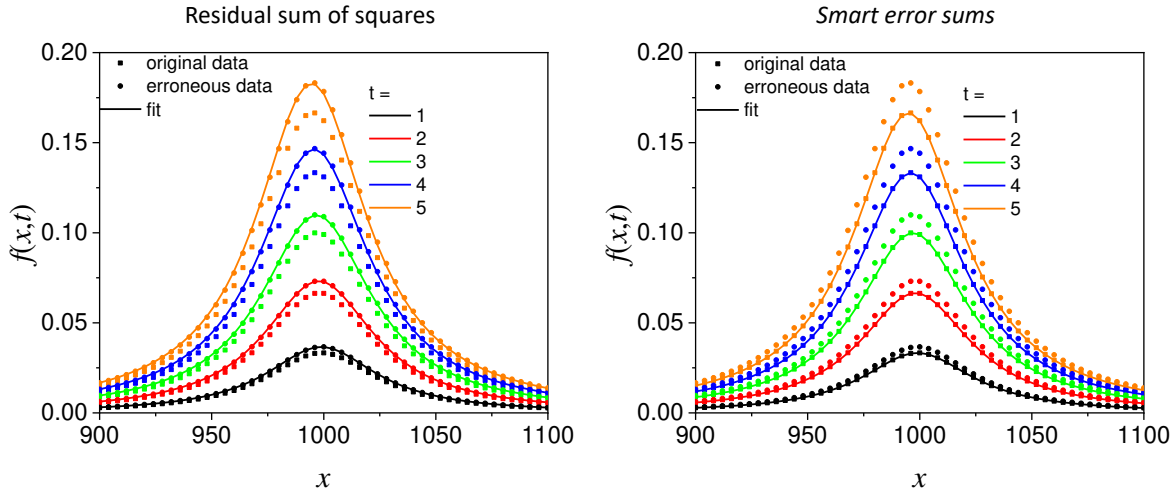 Residual sum of squares
0.20
0.15
0.10
0.05
0.00
f(x,t)
original data
erroneous data
fit
t =
1
2
3
4
5
900
950
1000
1050
1100
x
Smart error sums
0.20
0.15
0.10
0.05
0.00
f(x,t)
original data
erroneous data
fit
t =
1
2
3
4
5
900
950
1000
1050
1100
x